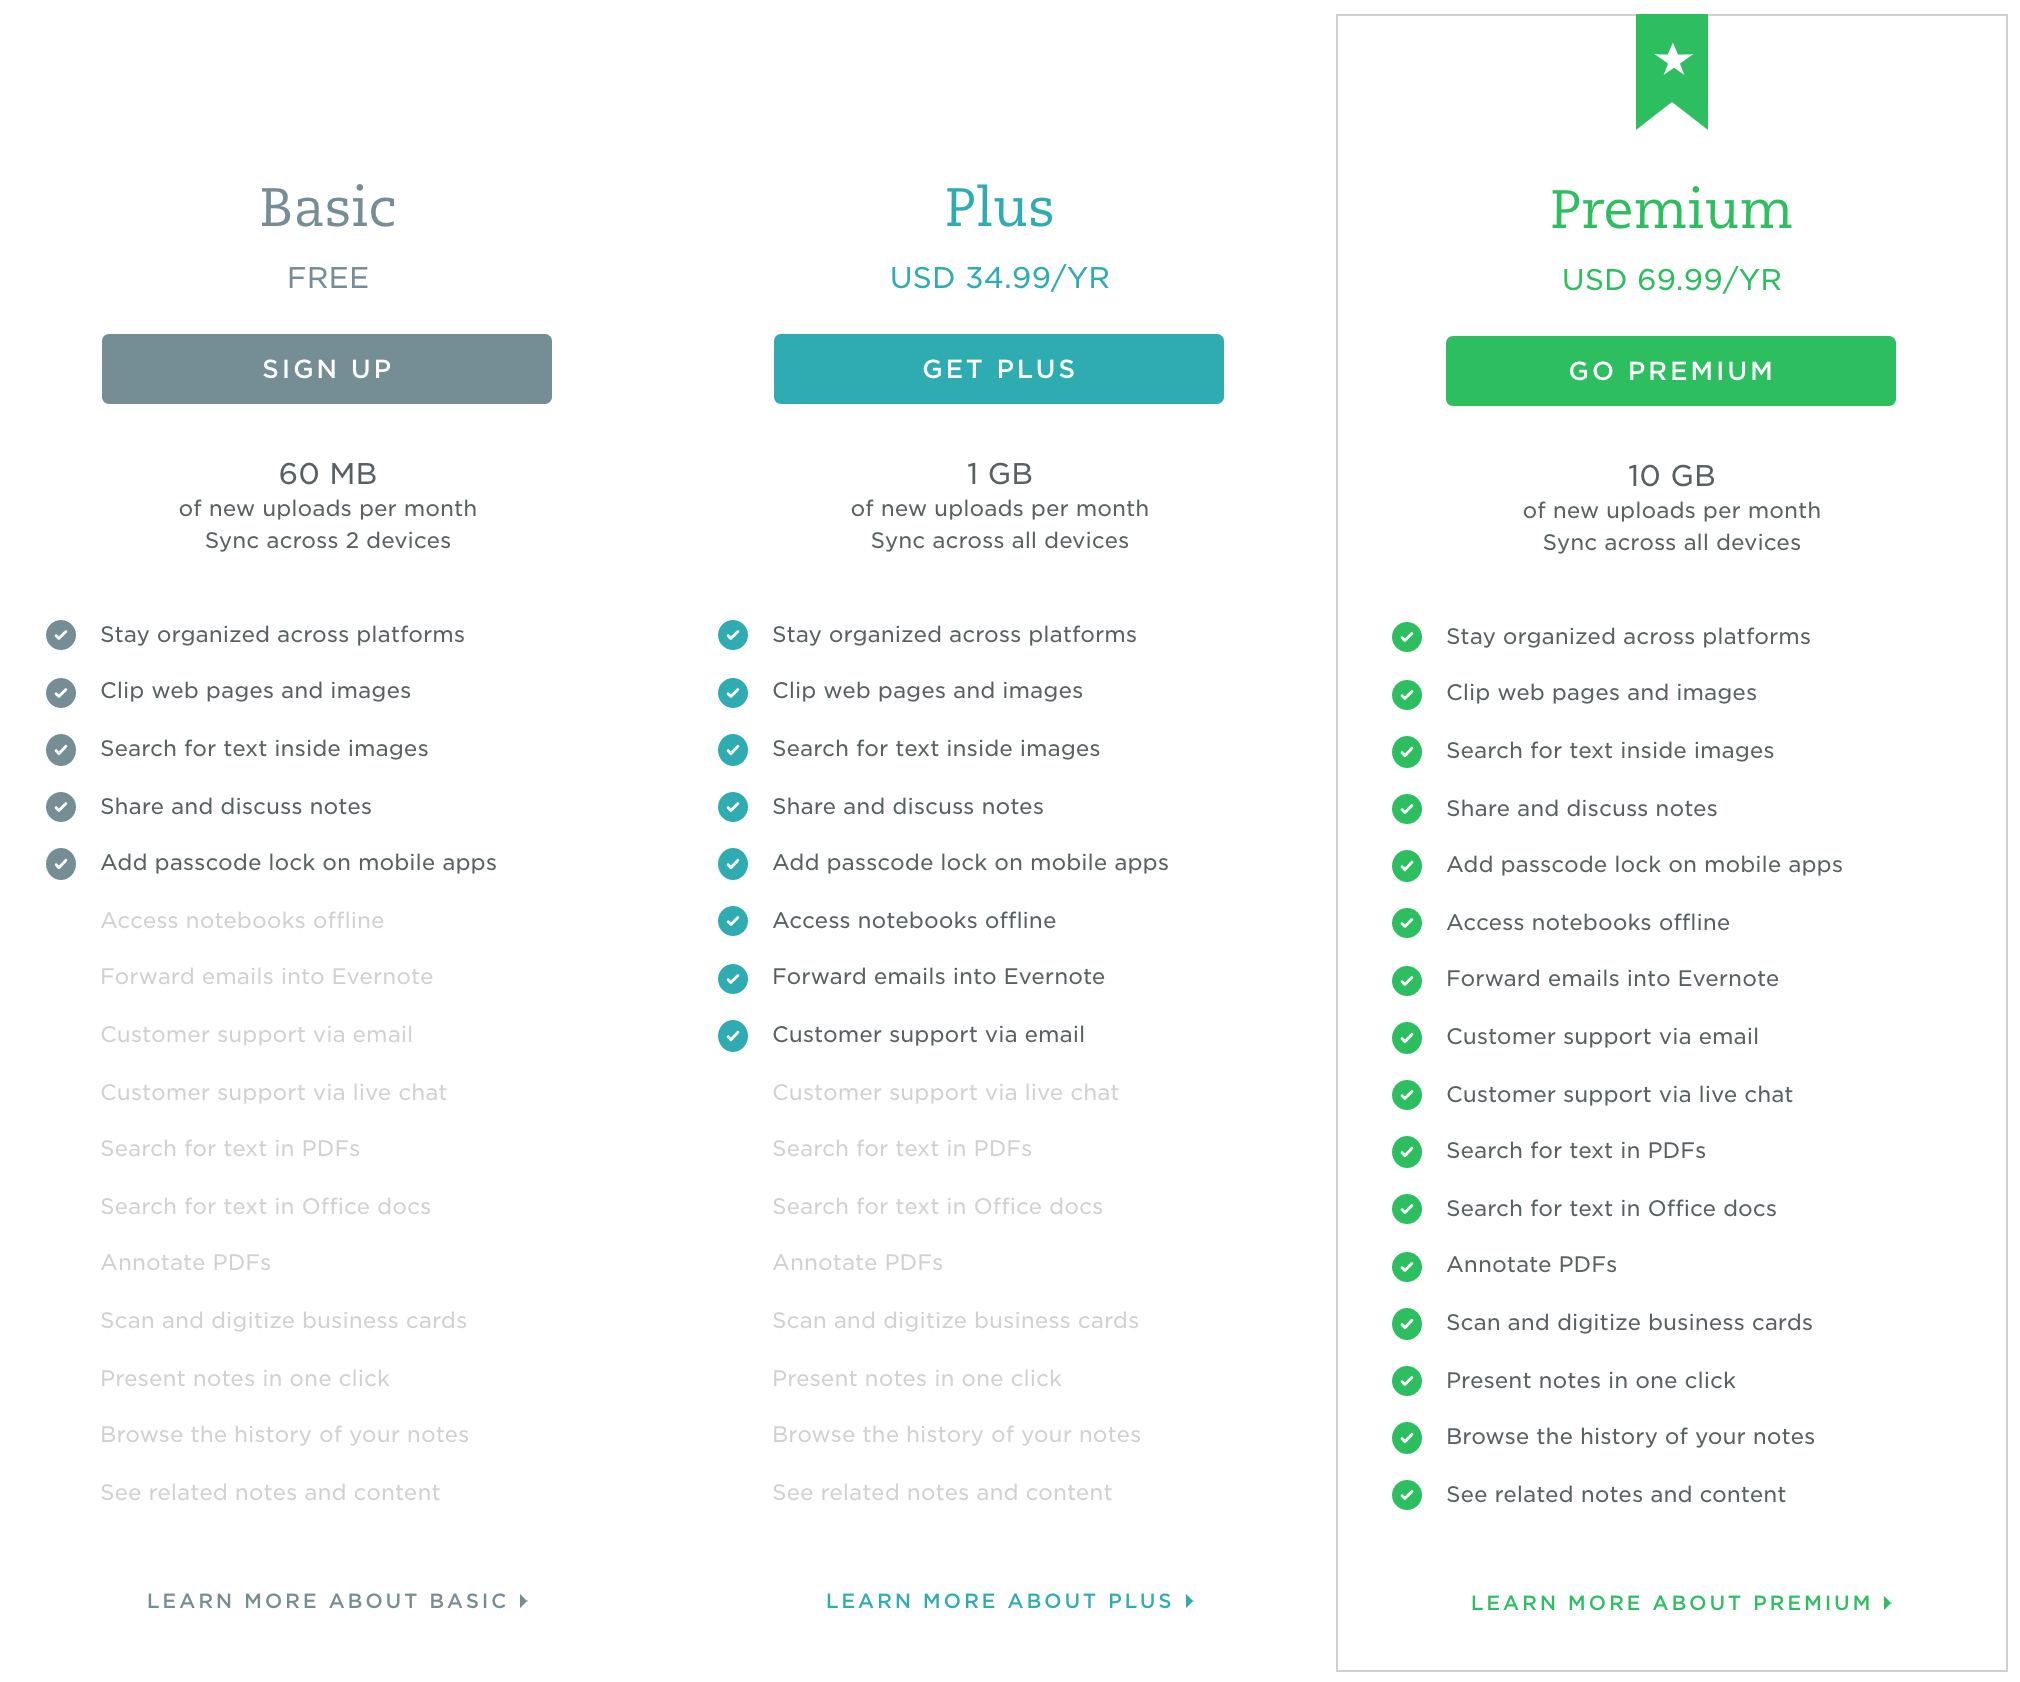 Basic
FREE
SIGN UP
60 MB
of new uploads per month
Sync across 2 devices
Stay organized across platforms
Clip web pages and images
Search for text inside images
Share and discuss notes
Add passcode lock on mobile apps
Access notebooks offline
Forward emails into Evernote
Customer support via email
Customer support via live chat
Search for text in PDFs
Search for text in Office docs
Annotate PDFs
Scan and digitize business cards
Present notes in one click
Browse the history of your notes
See related notes and content
LEARN MORE ABOUT BASIC
Plus
USD 34.99/YR
GET PLUS
1 GB
of new uploads per month
Sync across all devices
Stay organized across platforms
Clip web pages and images
Search for text inside images
Share and discuss notes
Add passcode lock on mobile apps
Access notebooks offline
Forward emails into Evernote
Customer support via email
Customer support via live chat
Search for text in PDFs
Search for text in Office docs
Annotate PDFs
Scan and digitize business cards
Present notes in one click
Browse the history of your notes
See related notes and content
LEARN MORE ABOUT PLUS
Premium
USD 69.99/YR
GO PREMIUM
10 GB
of new uploads per month
Sync across all devices
Stay organized across platforms
Clip web pages and images
Search for text inside images
Share and discuss notes
Add passcode lock on mobile apps
Access notebooks offline
Forward emails into Evernote
Customer support via email
Customer support via live chat
Search for text in PDFs
Search for text in Office docs
Annotate PDFs
Scan and digitize business cards
Present notes in one click
Browse the history of your notes
See related notes and content
LEARN MORE ABOUT PREMIUM